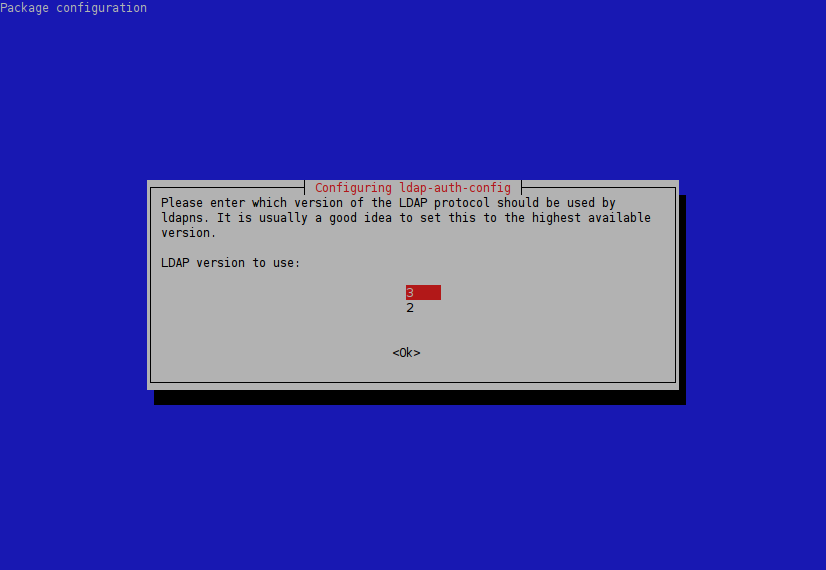 Package configuration
Configuring ldap-auth-config
Please enter which version of the LDAP protocol should be used by
ldapns. It is usually a good idea to set this to the highest available
version.
LDAP version to use:
3
2
<Ok>